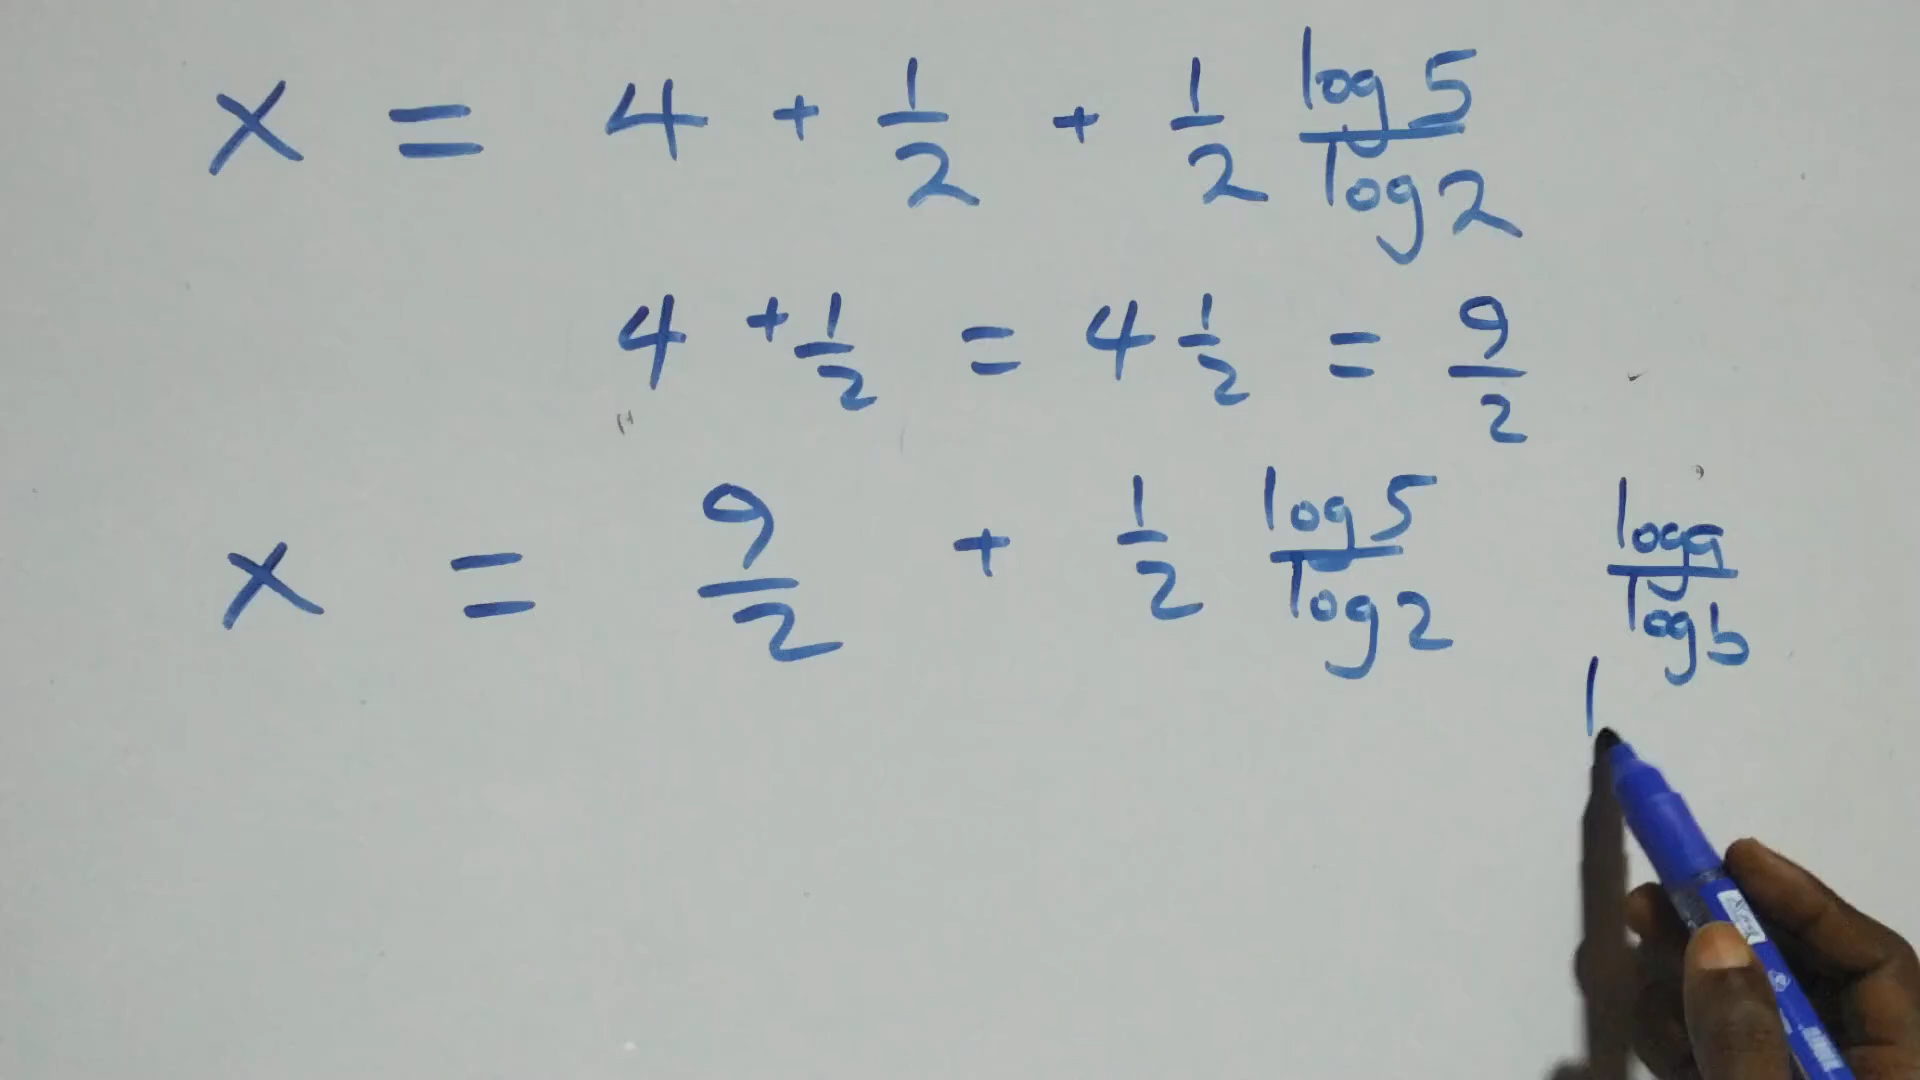 x = 4 + 1/2 + 1/2 log5/log2
4 + 1/2 = 4 1/2 = 9/2
x = 9/2 + 1/2 log5/log2
loga/logb
l